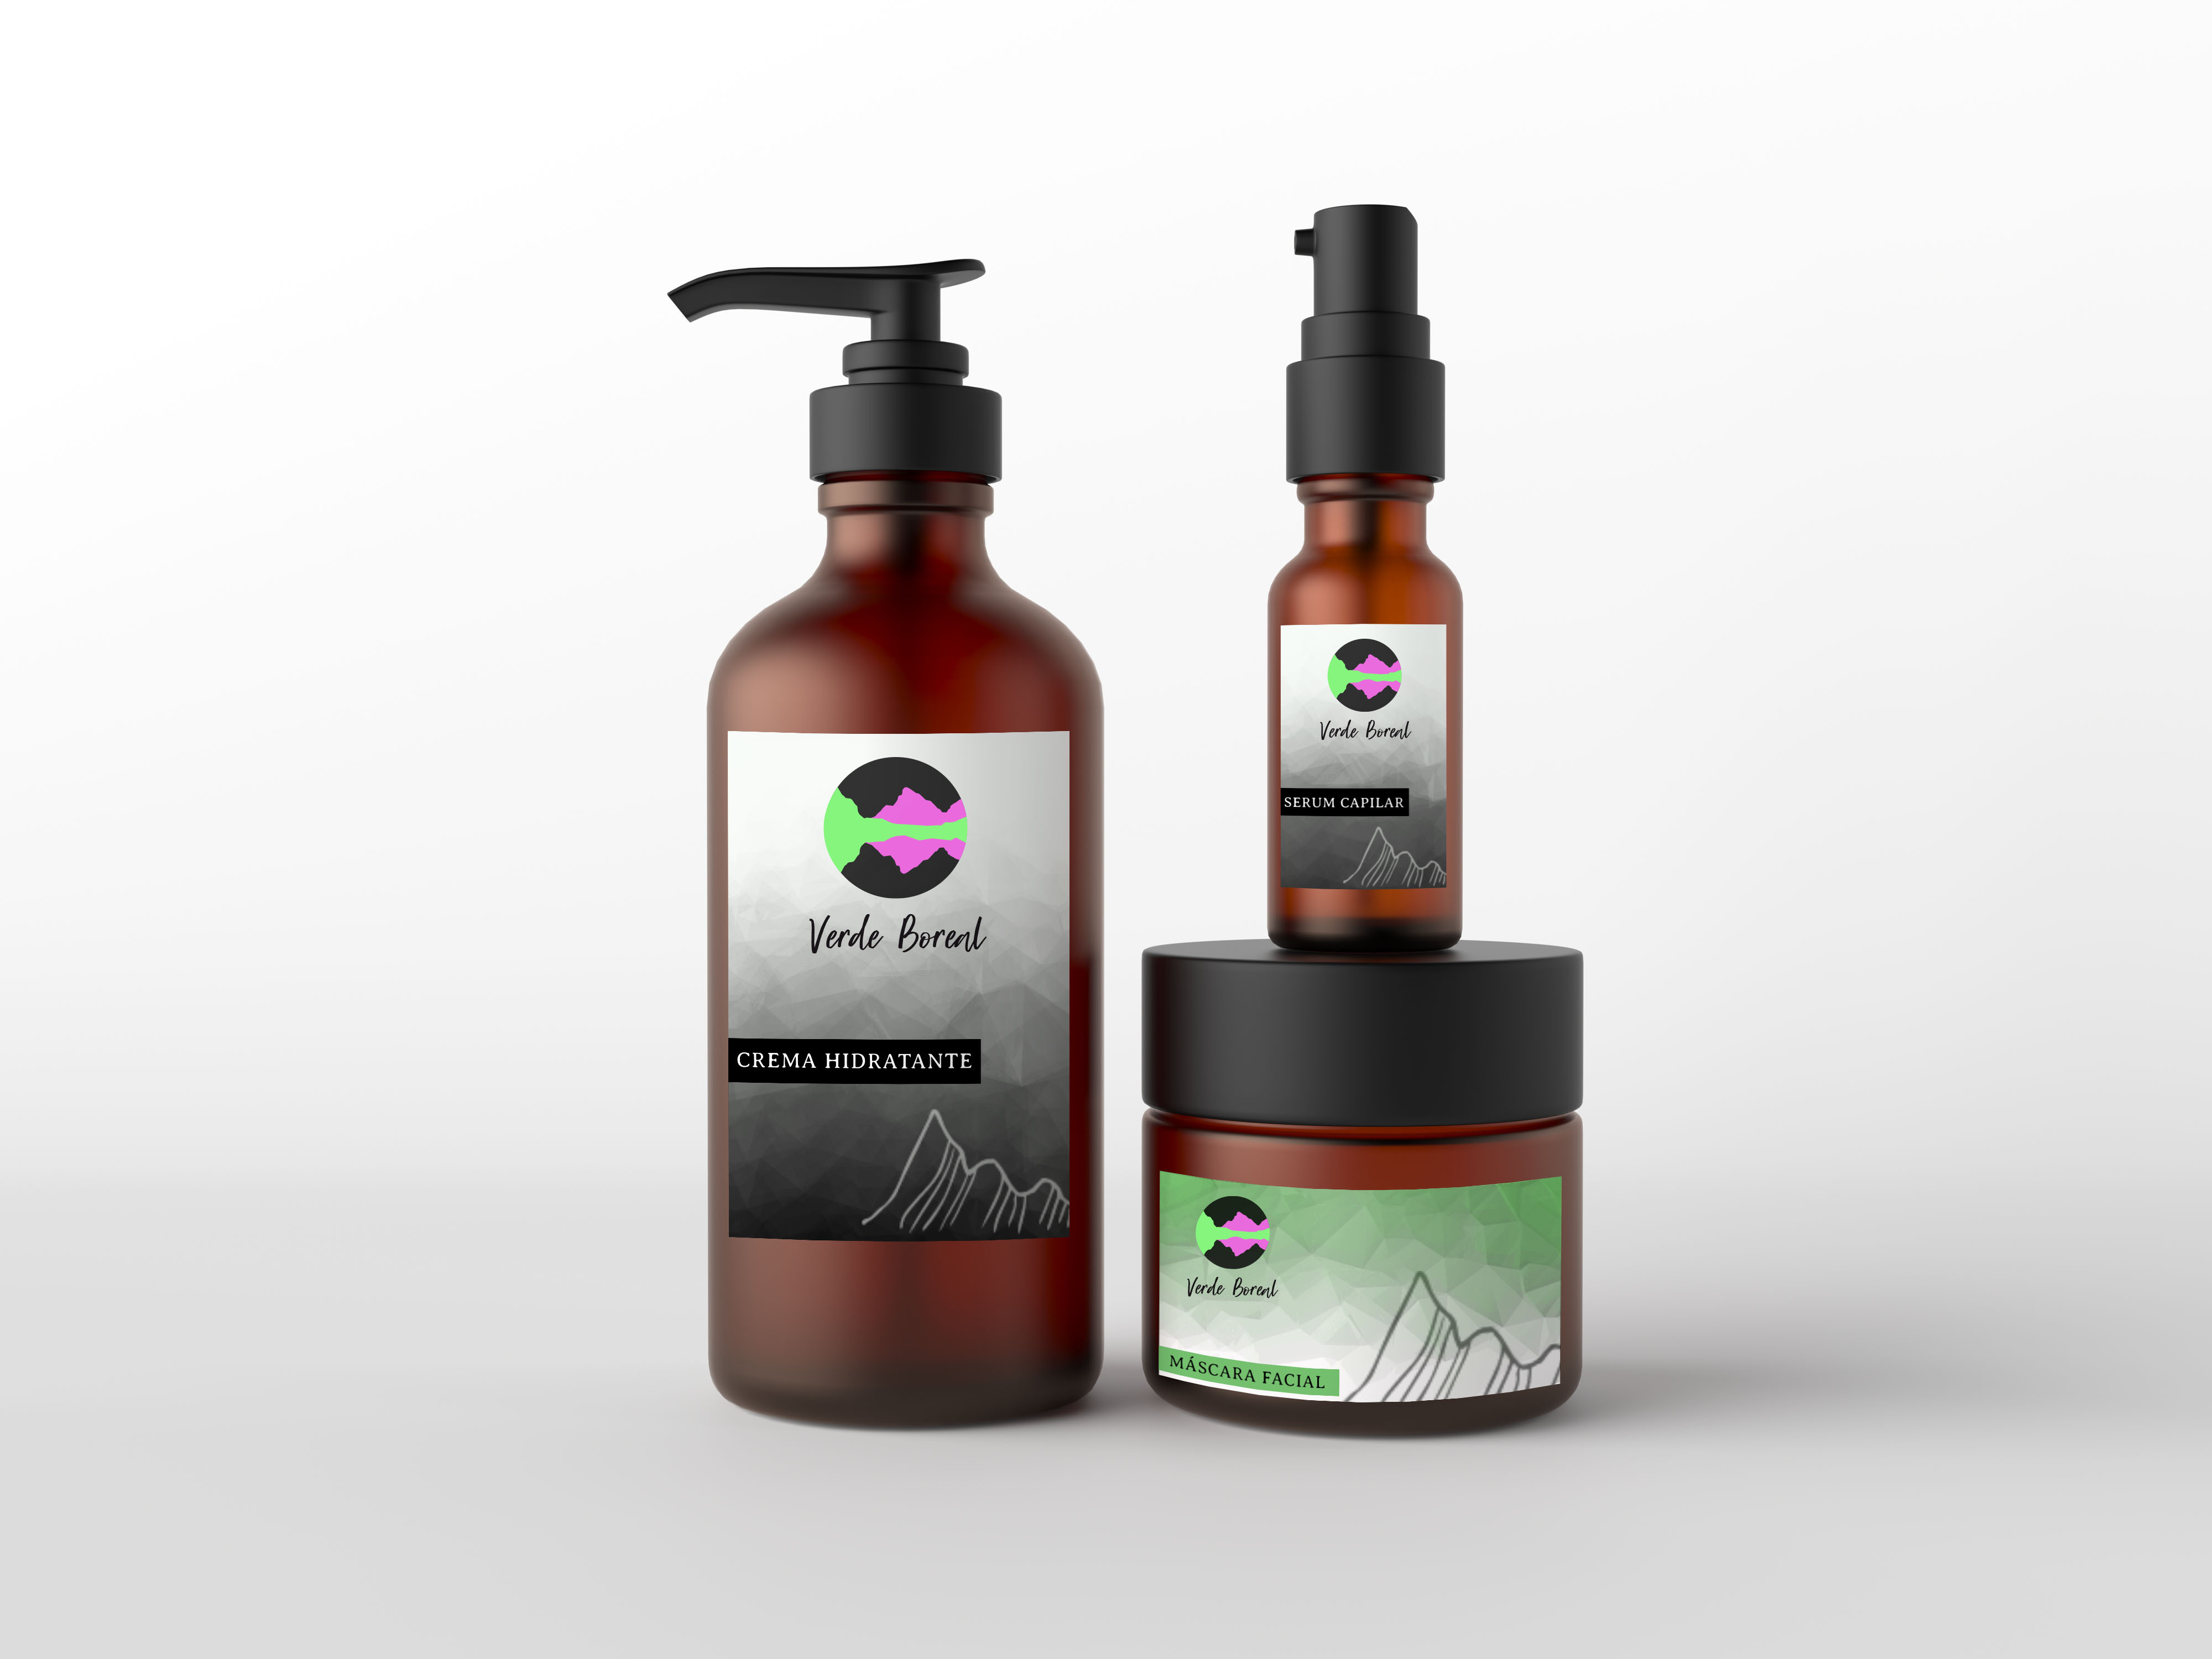 Verde Boreal
CREMA HIDRATANTE
Verde Boreal
SERUM CAPILAR
Verde Boreal
MÁSCARA FACIAL